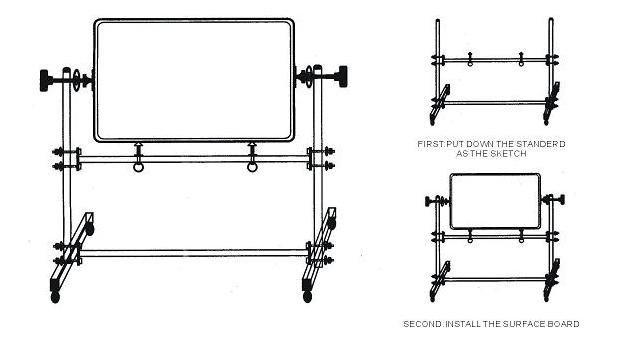 FIRST:PUT DOWN THE STANDERD
AS THE SKETCH
SECOND:INSTALL THE SURFACE BOARD